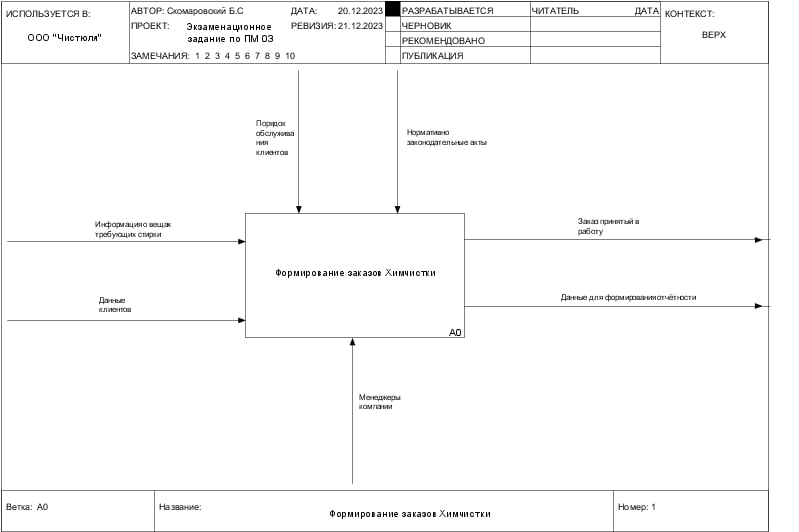 ИСПОЛЬЗУЕТСЯ В:
ООО "Чистюля"
АВТОР: Скомаровский Б.С
ДАТА: 20.12.2023
ПРОЕКТ: Экзаменационное
задание по ПМ 03
РЕВИЗИЯ: 21.12.2023
ЗАМЕЧАНИЯ: 1 2 3 4 5 6 7 8 9 10
РАЗРАБАТЫВАЕТСЯ
ЧЕРНОВИК
РЕКОМЕНДОВАНО
ПУБЛИКАЦИЯ
ЧИТАТЕЛЬ ДАТА
КОНТЕКСТ:
ВЕРХ
Порядок
обслужива
ния
клиентов
Нормативно
законодательные акты
Информация о вещах
требующих стирки
Данные
клиентов
Формирование заказов Химчистки
A0
Заказ принятый в
работу
Данные для формирования отчётности
Менеджеры
компании
Ветка: A0
Название:
Формирование заказов Химчистки
Номер: 1